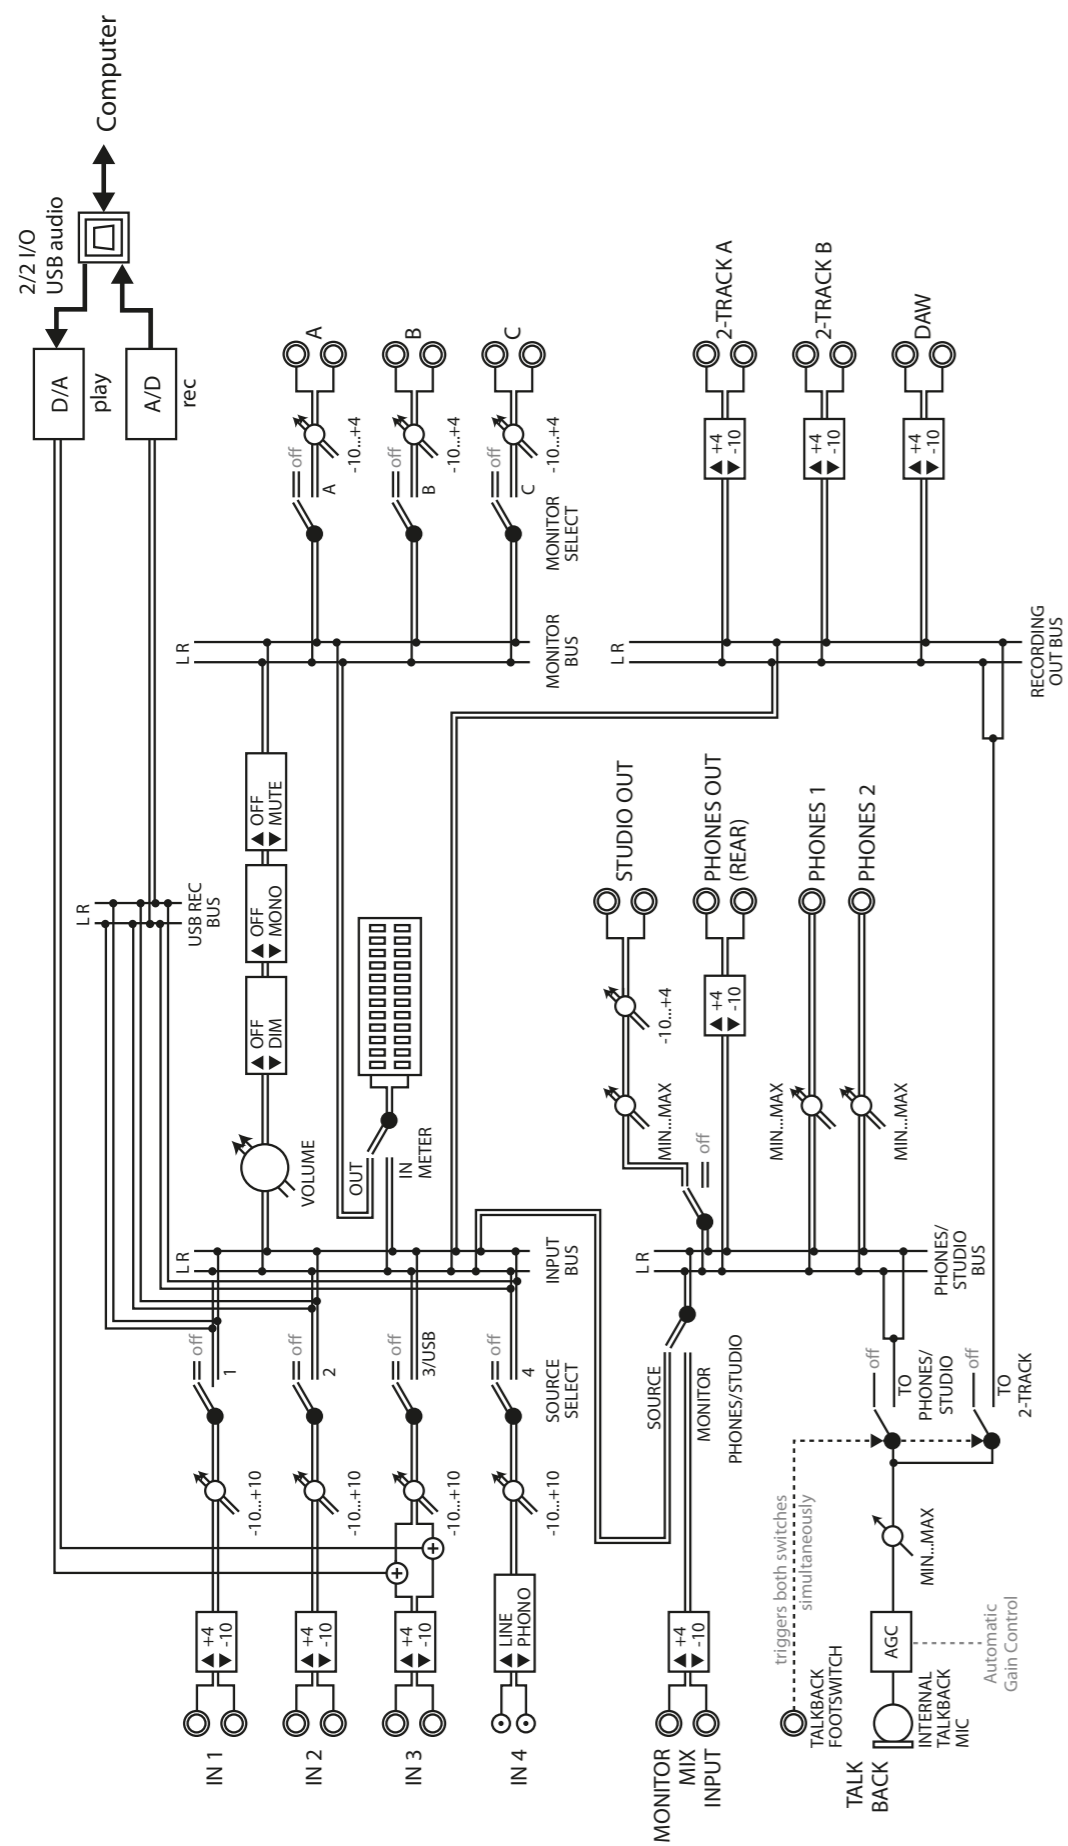 IN 1
+4
-10
-10...+10
off
1
IN 2
+4
-10
-10...+10
off
2
IN 3
+4
-10
-10...+10
off
3/USB
IN 4
LINE
PHONO
-10...+10
off
4
SOURCE
SELECT
L R
INPUT
BUS
L R
USB REC
BUS
D/A
play
A/D
rec
2/2 I/O
USB audio
Computer
VOLUME
OFF
DIM
OFF
MONO
OFF
MUTE
OUT
IN
METER
L R
MONITOR
BUS
off
A
-10...+4
A
off
B
-10...+4
B
off
C
-10...+4
C
MONITOR
SELECT
MONITOR
MIX
INPUT
+4
-10
SOURCE
MONITOR
PHONES/STUDIO
L R
PHONES/
STUDIO
BUS
off
MIN...MAX
-10...+4
STUDIO OUT
+4
-10
PHONES OUT
(REAR)
MIN...MAX
PHONES 1
MIN...MAX
PHONES 2
L R
RECORDING
OUT BUS
+4
-10
2-TRACK A
+4
-10
2-TRACK B
+4
-10
DAW
TALK
BACK
TALKBACK
FOOTSWITCH
triggers both switches
simultaneously
INTERNAL
TALKBACK
MIC
AGC
Automatic
Gain Control
MIN...MAX
off
TO
PHONES/
STUDIO
off
TO
2-TRACK